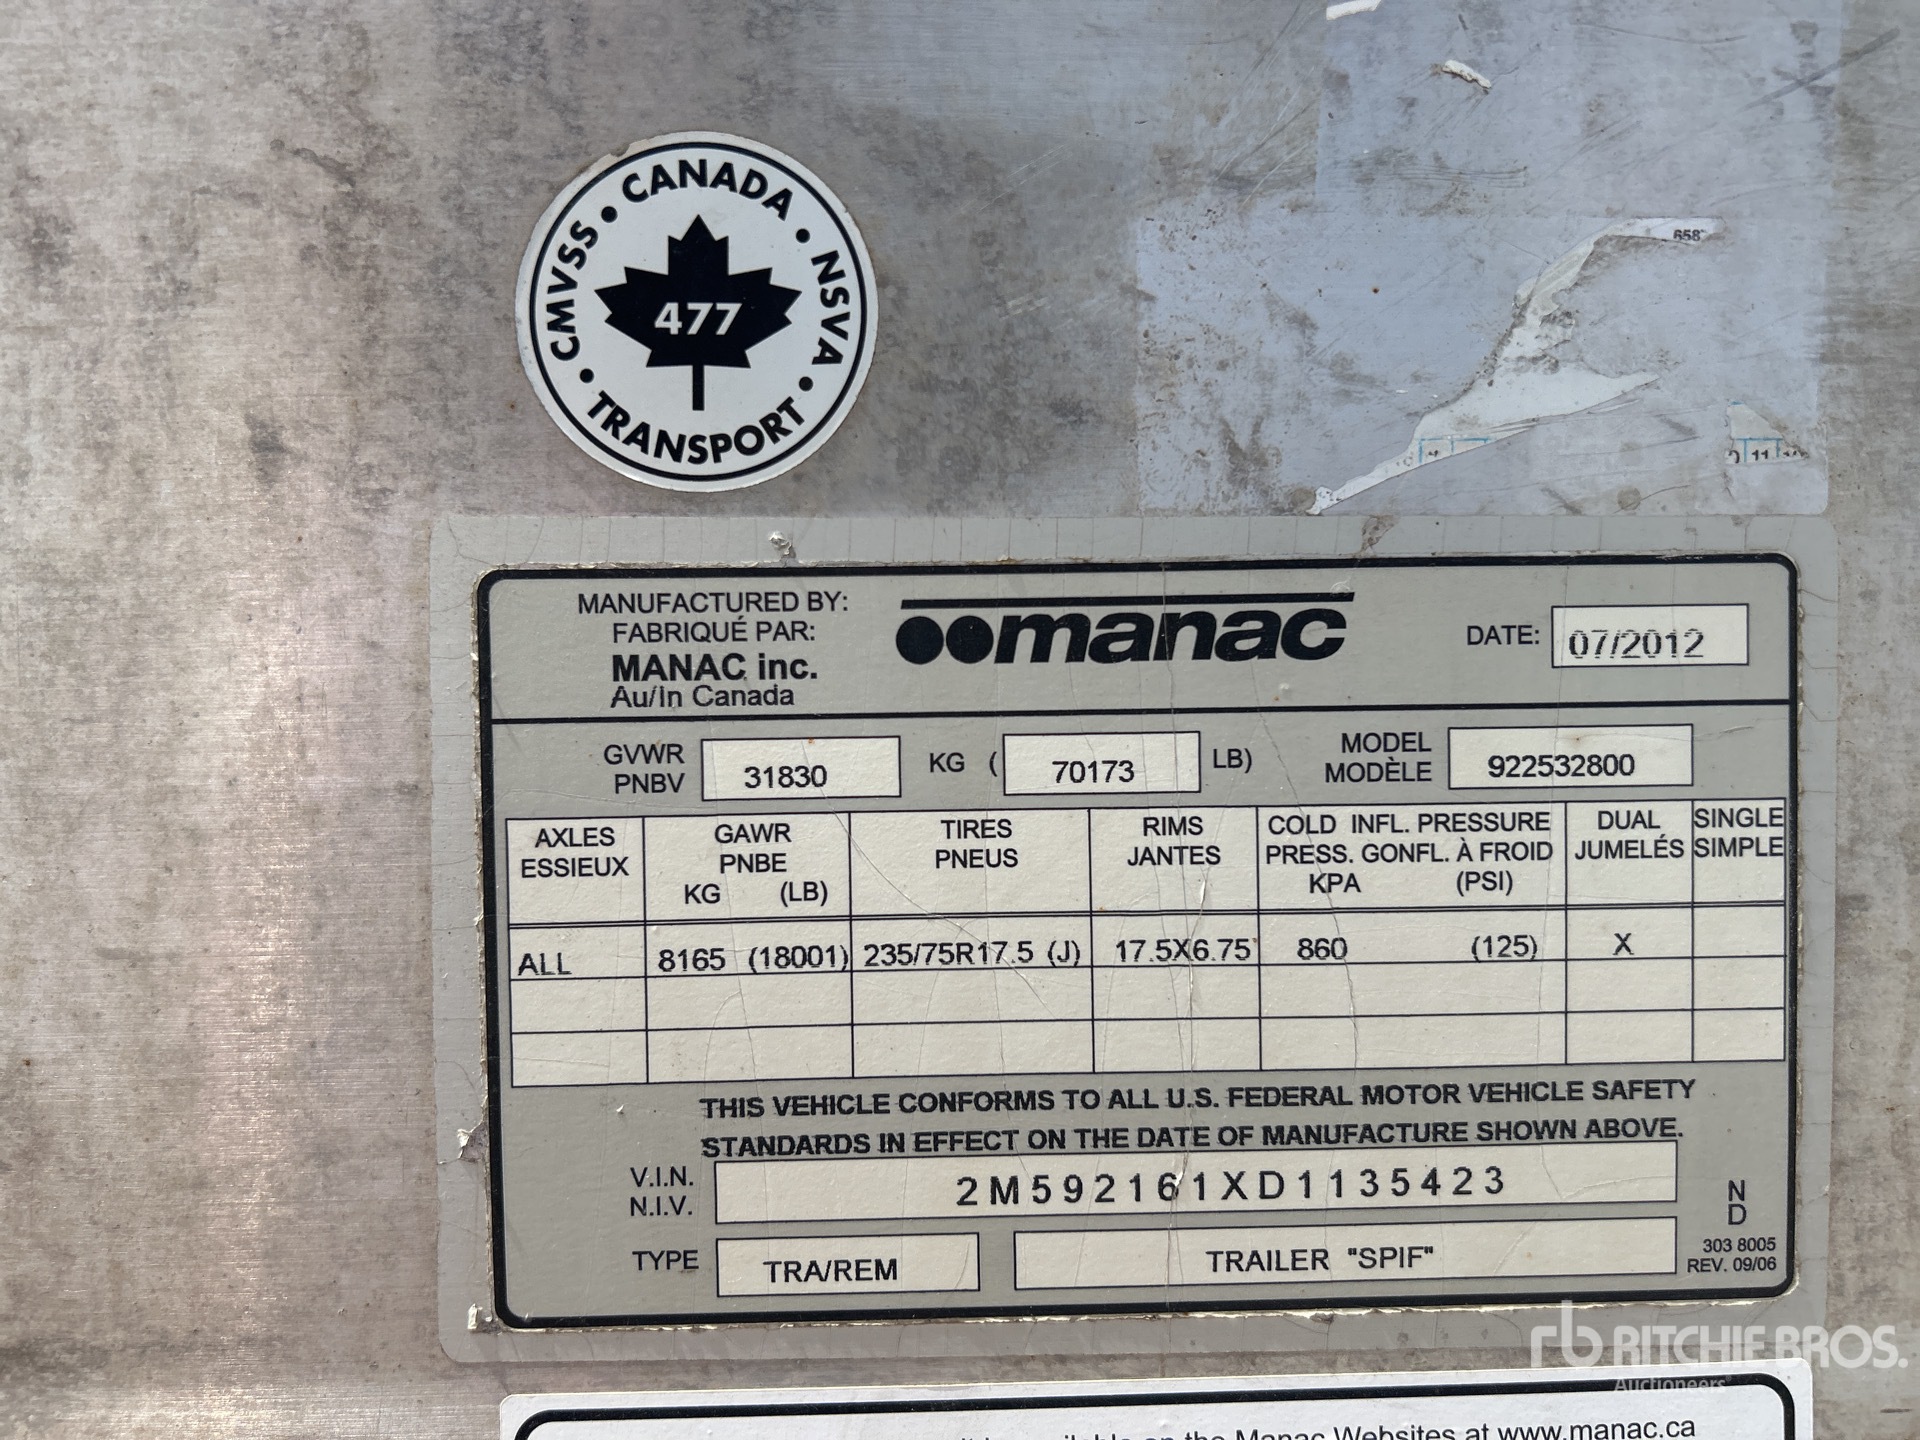 CANADA • NSVA • TRANSPORT • CMVSS •
477
658
11
MANUFACTURED BY:
FABRIQUÉ PAR:
MANAC inc.
Au/In Canada
manac
DATE: 07/2012
GVWR
PNBV
31830 KG ( 70173 LB)
MODEL
MODÈLE
922532800
AXLES
ESSIEUX
GAWR
PNBE
KG (LB)
TIRES
PNEUS
RIMS
JANTES
COLD INFL. PRESSURE
PRESS. GONFL. À FROID
KPA (PSI)
DUAL
JUMELÉS
SINGLE
SIMPLE
ALL 8165 (18001) 235/75R17.5 (J) 17.5X6.75 860 (125) X
THIS VEHICLE CONFORMS TO ALL U.S. FEDERAL MOTOR VEHICLE SAFETY
STANDARDS IN EFFECT ON THE DATE OF MANUFACTURE SHOWN ABOVE.
V.I.N.
N.I.V.
2M592161XD1135423
N
D
TYPE TRA/REM TRAILER "SPIF"
303 8005
REV. 09/06
rb RITCHIE BROS.
Auctioneers
on the Manac Websites at www.manac.ca